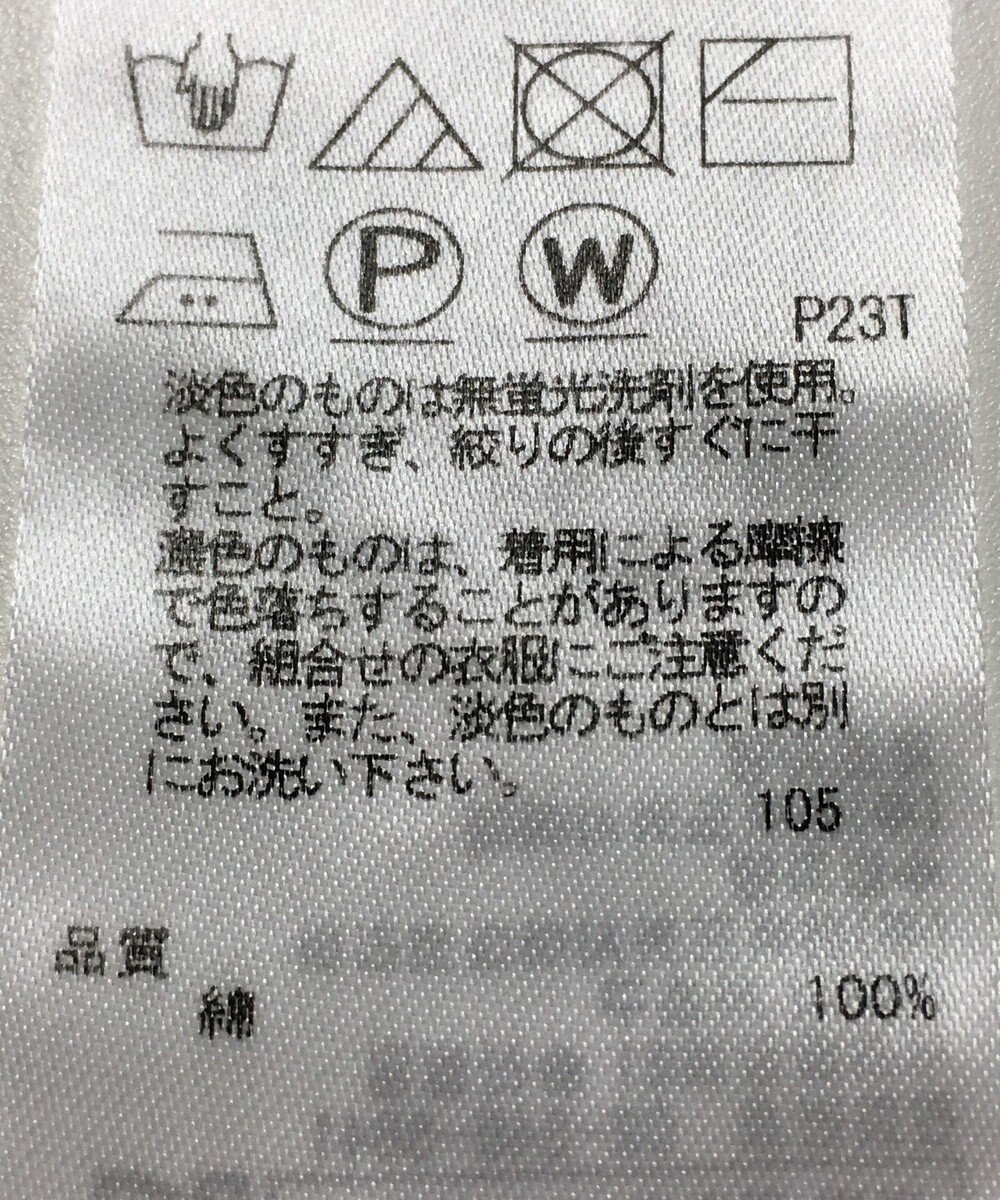 P W
P23T
淡色のものは無蛍光洗剤を使用。
よくすすぎ、絞りの後すぐに干
すこと。
濃色のものは、着用による摩擦
で色落ちすることがありますの
で、組合せの衣服にご注意くだ
さい。また、淡色のものとは別
にお洗い下さい。
105
品質
綿 100%